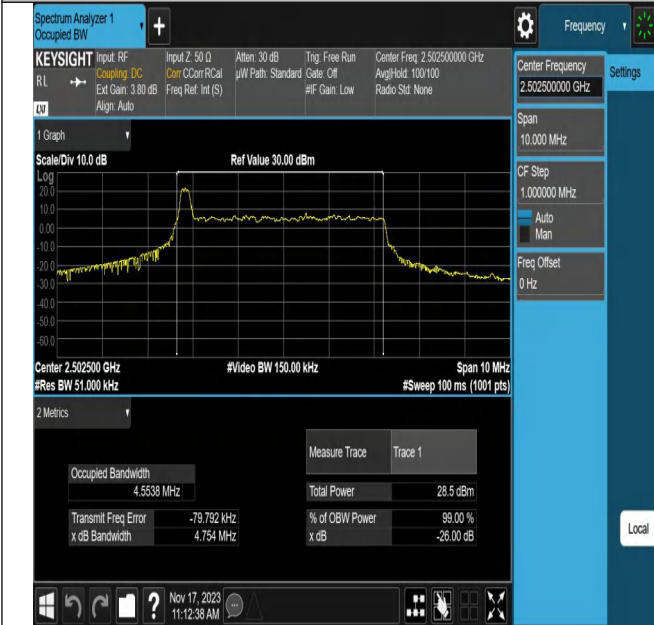 Spectrum Analyzer 1
Occupied BW
+
Frequency
KEYSIGHT
RL
Input: RF
Coupling: DC
Ext Gain: 3.80 dB
Align: Auto
Input Z: 50 Ω
Corr CCorr RCal
Freq Ref: Int (S)
Atten: 30 dB
µW Path: Standard
Trig: Free Run
Gate: Off
#IF Gain: Low
Center Freq: 2.502500000 GHz
Avg|Hold: 100/100
Radio Std: None
Center Frequency
2.502500000 GHz
Settings
Span
10.000 MHz
CF Step
1.000000 MHz
Auto
Man
Freq Offset
0 Hz
1 Graph
Scale/Div 10.0 dB
Ref Value 30.00 dBm
Log
20.0
10.0
0.00
-10.0
-20.0
-30.0
-40.0
-50.0
-60.0
Center 2.502500 GHz
#Video BW 150.00 kHz
Span 10 MHz
#Res BW 51.000 kHz
#Sweep 100 ms (1001 pts)
2 Metrics
Measure Trace
Trace 1
Occupied Bandwidth
4.5538 MHz
Total Power
28.5 dBm
Transmit Freq Error
-79.792 kHz
% of OBW Power
99.00 %
x dB Bandwidth
4.754 MHz
x dB
-26.00 dB
Local
?
Nov 17, 2023
11:12:38 AM